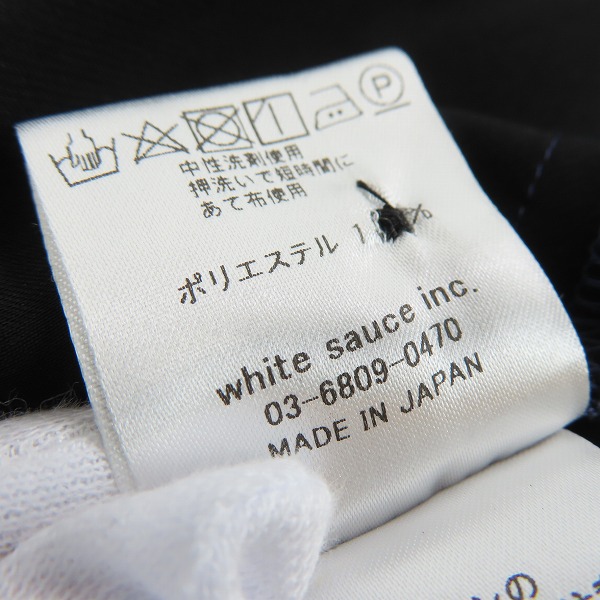 中性洗剤使用
押洗いで短時間に
あて布使用
ポリエステル
white sauce inc.
03-6809-0470
MADE IN JAPAN
P
の